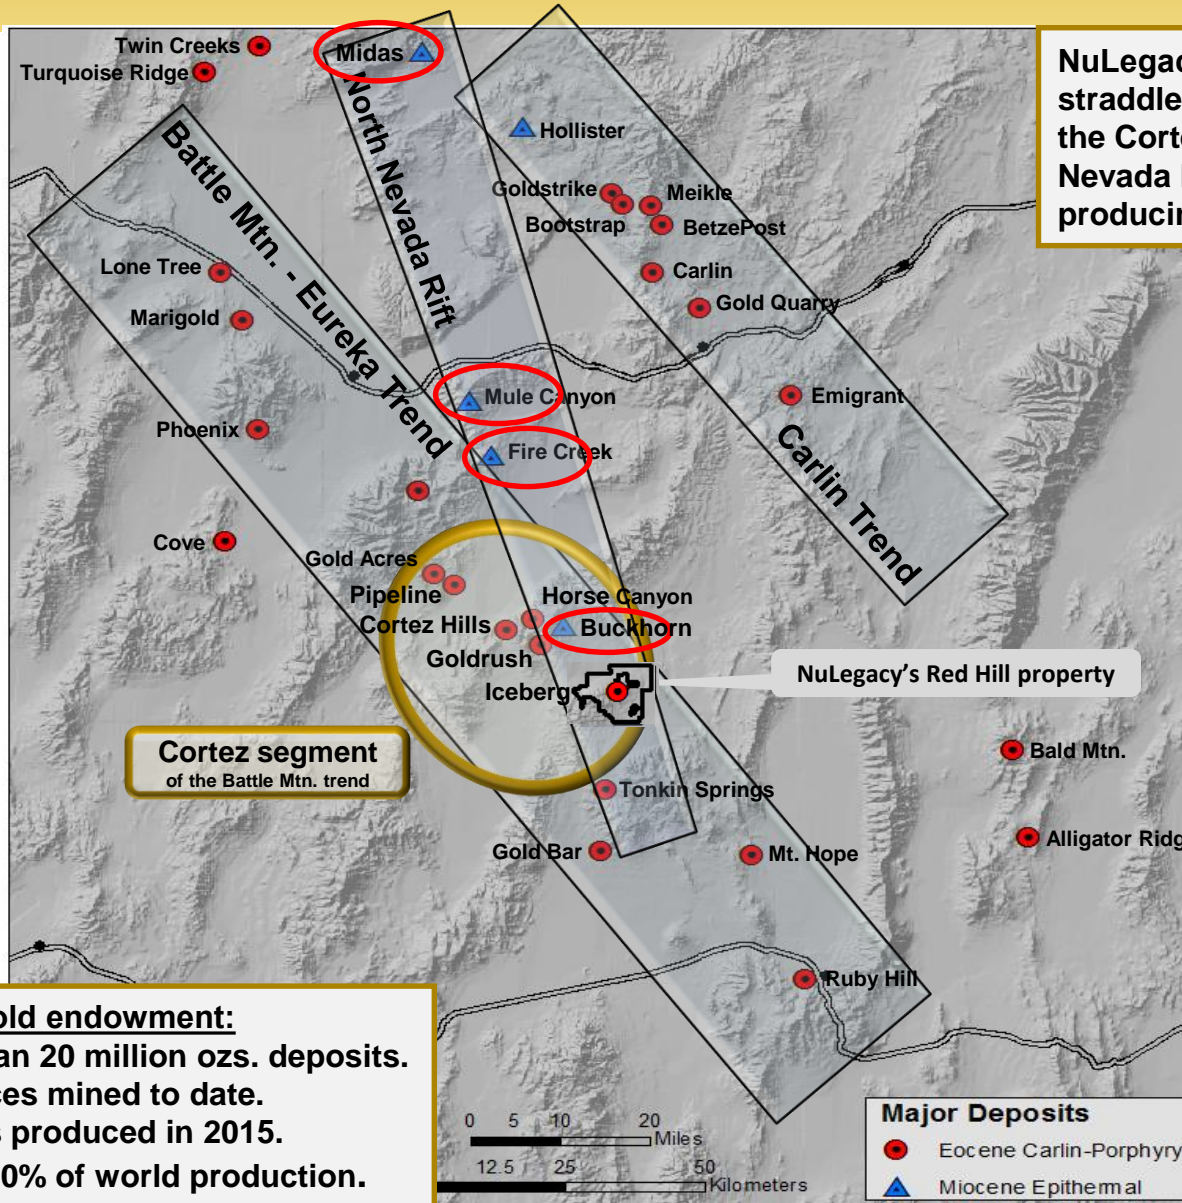 Twin Creeks
Midas
Turquoise Ridge
NuLegac
straddle
the Cort
Nevada
producin
North Nevada Rift
Battle Mtn. - Eureka Trend
Hollister
Goldstrike
Meikle
Bootstrap
BetzePost
Lone Tree
Carlin
Marigold
Gold Quarry
Mule Canyon
Emigrant
Phoenix
Fire Creek
Carlin Trend
Cove
Gold Acres
Pipeline
Horse Canyon
Cortez Hills
Buckhorn
Goldrush
Iceberg
NuLegacy's Red Hill property
Cortez segment
of the Battle Mtn. trend
Bald Mtn.
Tonkin Springs
Gold Bar
Mt. Hope
Alligator Ridg
Ruby Hill
old endowment:
an 20 million ozs. deposits.
ces mined to date.
s produced in 2015.
0% of world production.
0 5 10 20
Miles
12.5 25 50
Kilometers
Major Deposits
Eocene Carlin-Porphyry
Miocene Epithermal